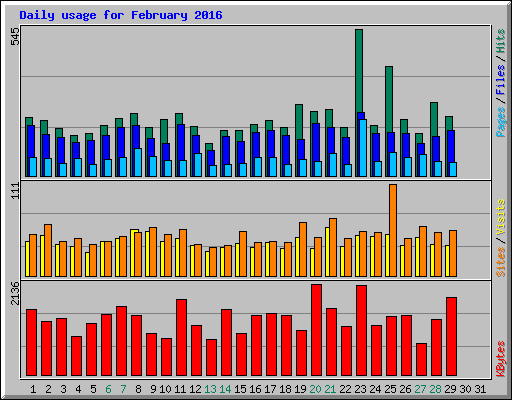 Daily usage for February 2016
545
Pages / Files / Hits
111
Sites / Visits
2136
KBytes
1 2 3 4 5 6 7 8 9 10 11 12 13 14 15 16 17 18 19 20 21 22 23 24 25 26 27 28 29 30 31